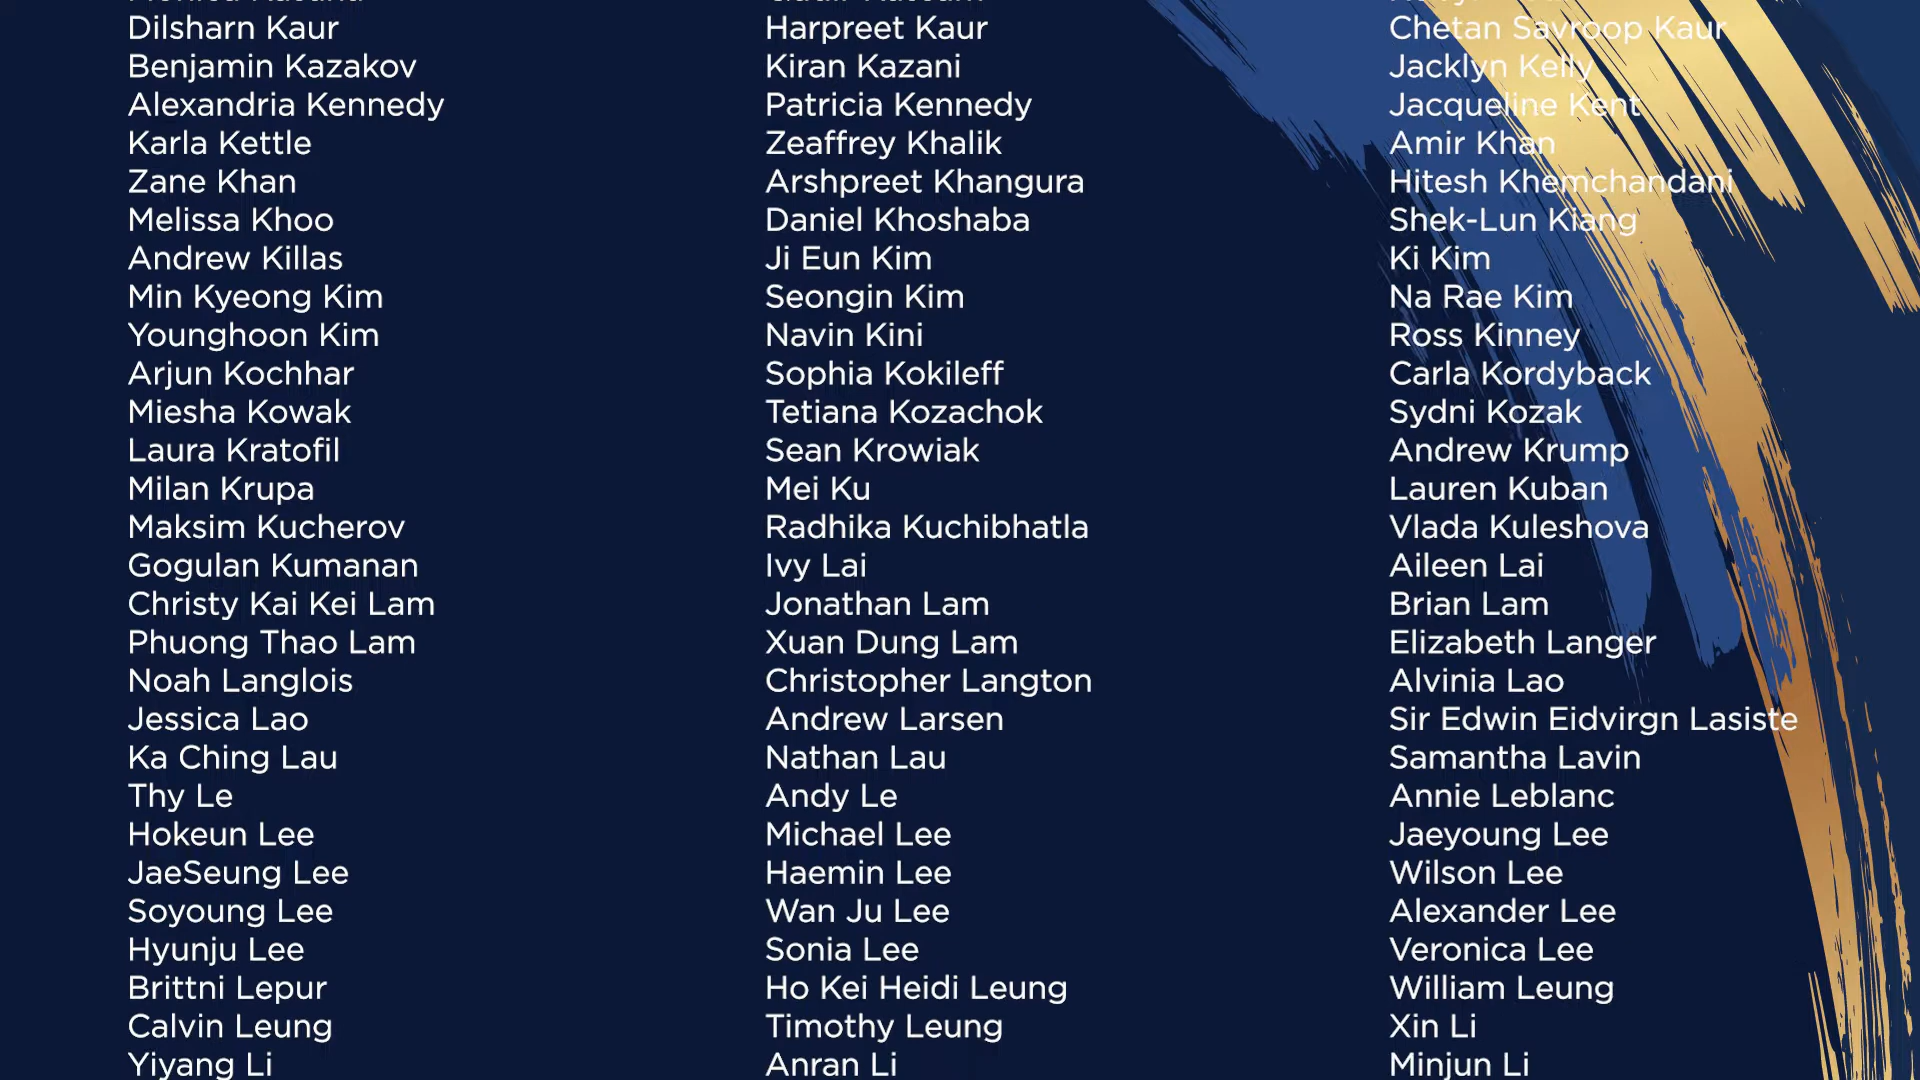 Dilsharn Kaur
Harpreet Kaur
Chetan Savroop Kaur
Benjamin Kazakov
Kiran Kazani
Jacklyn Kelly
Alexandria Kennedy
Patricia Kennedy
Jacqueline Kent
Karla Kettle
Zeaffrey Khalik
Amir Khan
Zane Khan
Arshpreet Khangura
Hitesh Khemchandani
Melissa Khoo
Daniel Khoshaba
Shek-Lun Kiang
Andrew Killas
Ji Eun Kim
Ki Kim
Min Kyeong Kim
Seongin Kim
Na Rae Kim
Younghoon Kim
Navin Kini
Ross Kinney
Arjun Kochhar
Sophia Kokileff
Carla Kordyback
Miesha Kowak
Tetiana Kozachok
Sydni Kozak
Laura Kratofil
Sean Krowiak
Andrew Krump
Milan Krupa
Mei Ku
Lauren Kuban
Maksim Kucherov
Radhika Kuchibhatla
Vlada Kuleshova
Gogulan Kumanan
Ivy Lai
Aileen Lai
Christy Kai Kei Lam
Jonathan Lam
Brian Lam
Phuong Thao Lam
Xuan Dung Lam
Elizabeth Langer
Noah Langlois
Christopher Langton
Alvinia Lao
Jessica Lao
Andrew Larsen
Sir Edwin Eidvirgn Lasiste
Ka Ching Lau
Nathan Lau
Samantha Lavin
Thy Le
Andy Le
Annie Leblanc
Hokeun Lee
Michael Lee
Jaeyoung Lee
JaeSeung Lee
Haemin Lee
Wilson Lee
Soyoung Lee
Wan Ju Lee
Alexander Lee
Hyunju Lee
Sonia Lee
Veronica Lee
Brittni Lepur
Ho Kei Heidi Leung
William Leung
Calvin Leung
Timothy Leung
Xin Li
Yiyang Li
Anran Li
Minjun Li